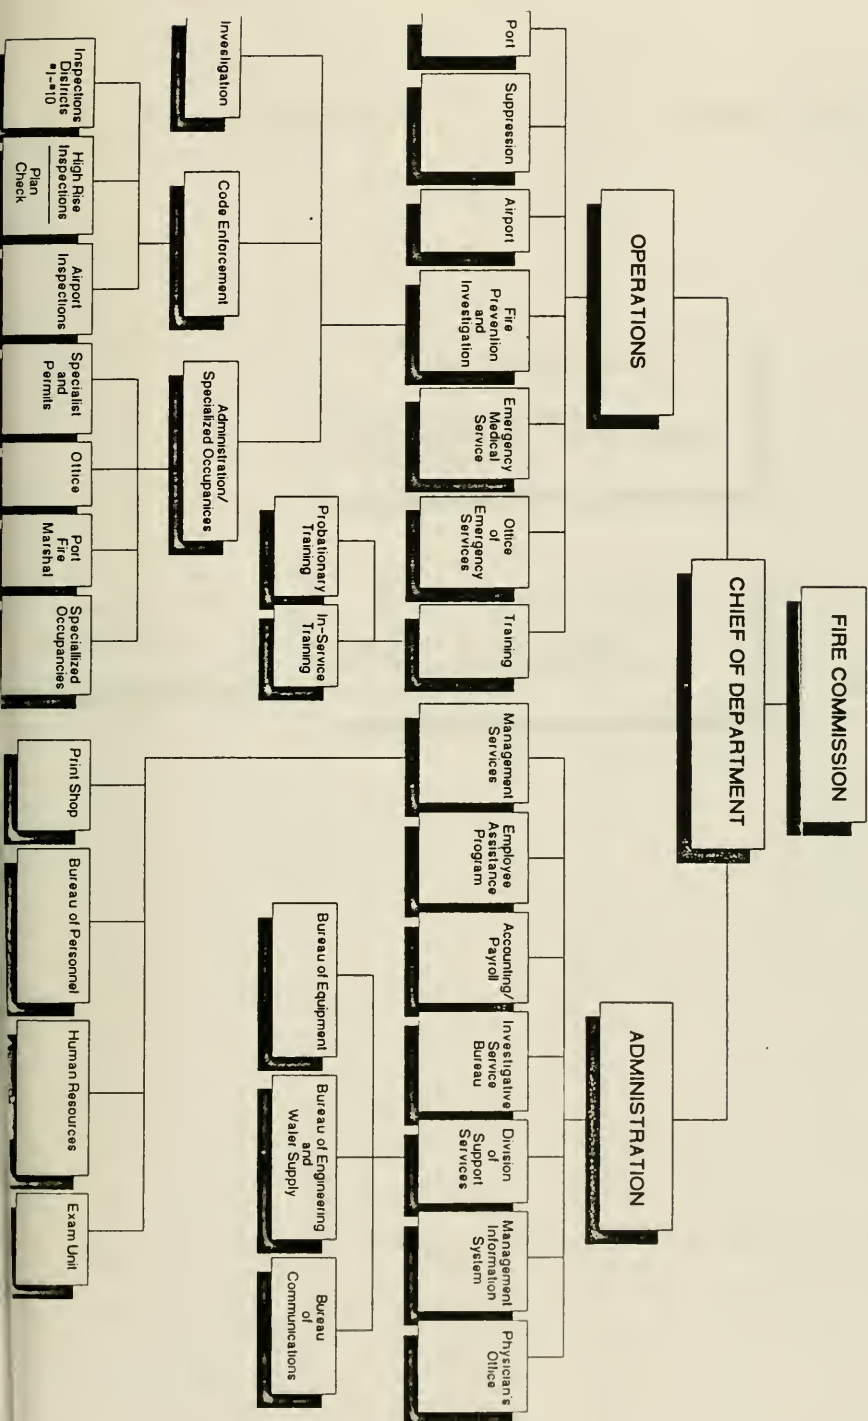 FIRE COMMISSION
CHIEF OF DEPARTMENT
OPERATIONS
ADMINISTRATION
Port
Suppression
Airport
Fire
Prevention
and
Investigation
Emergency
Medical
Service
Office
of
Emergency
Services
Training
Management
Services
Employee
Assistance
Program
Accounting/
Payroll
Investigative
Service
Bureau
Division
of
Support
Services
Management
Information
System
Physician's
Office
Probationary
Training
In-Service
Training
Bureau of Equipment
Bureau of Engineering
and
Water Supply
Bureau
of
Communications
Investigation
Code Enforcement
Administration/
Specialized Occupanices
Inspections
Districts
#1-#10
High Rise
Inspections
Plan
Check
Airport
Inspections
Specialist
and
Permits
Office
Port
Fire
Marshal
Speciallized
Occupancies
Print Shop
Bureau of Personnel
Human Resources
Exam Unit